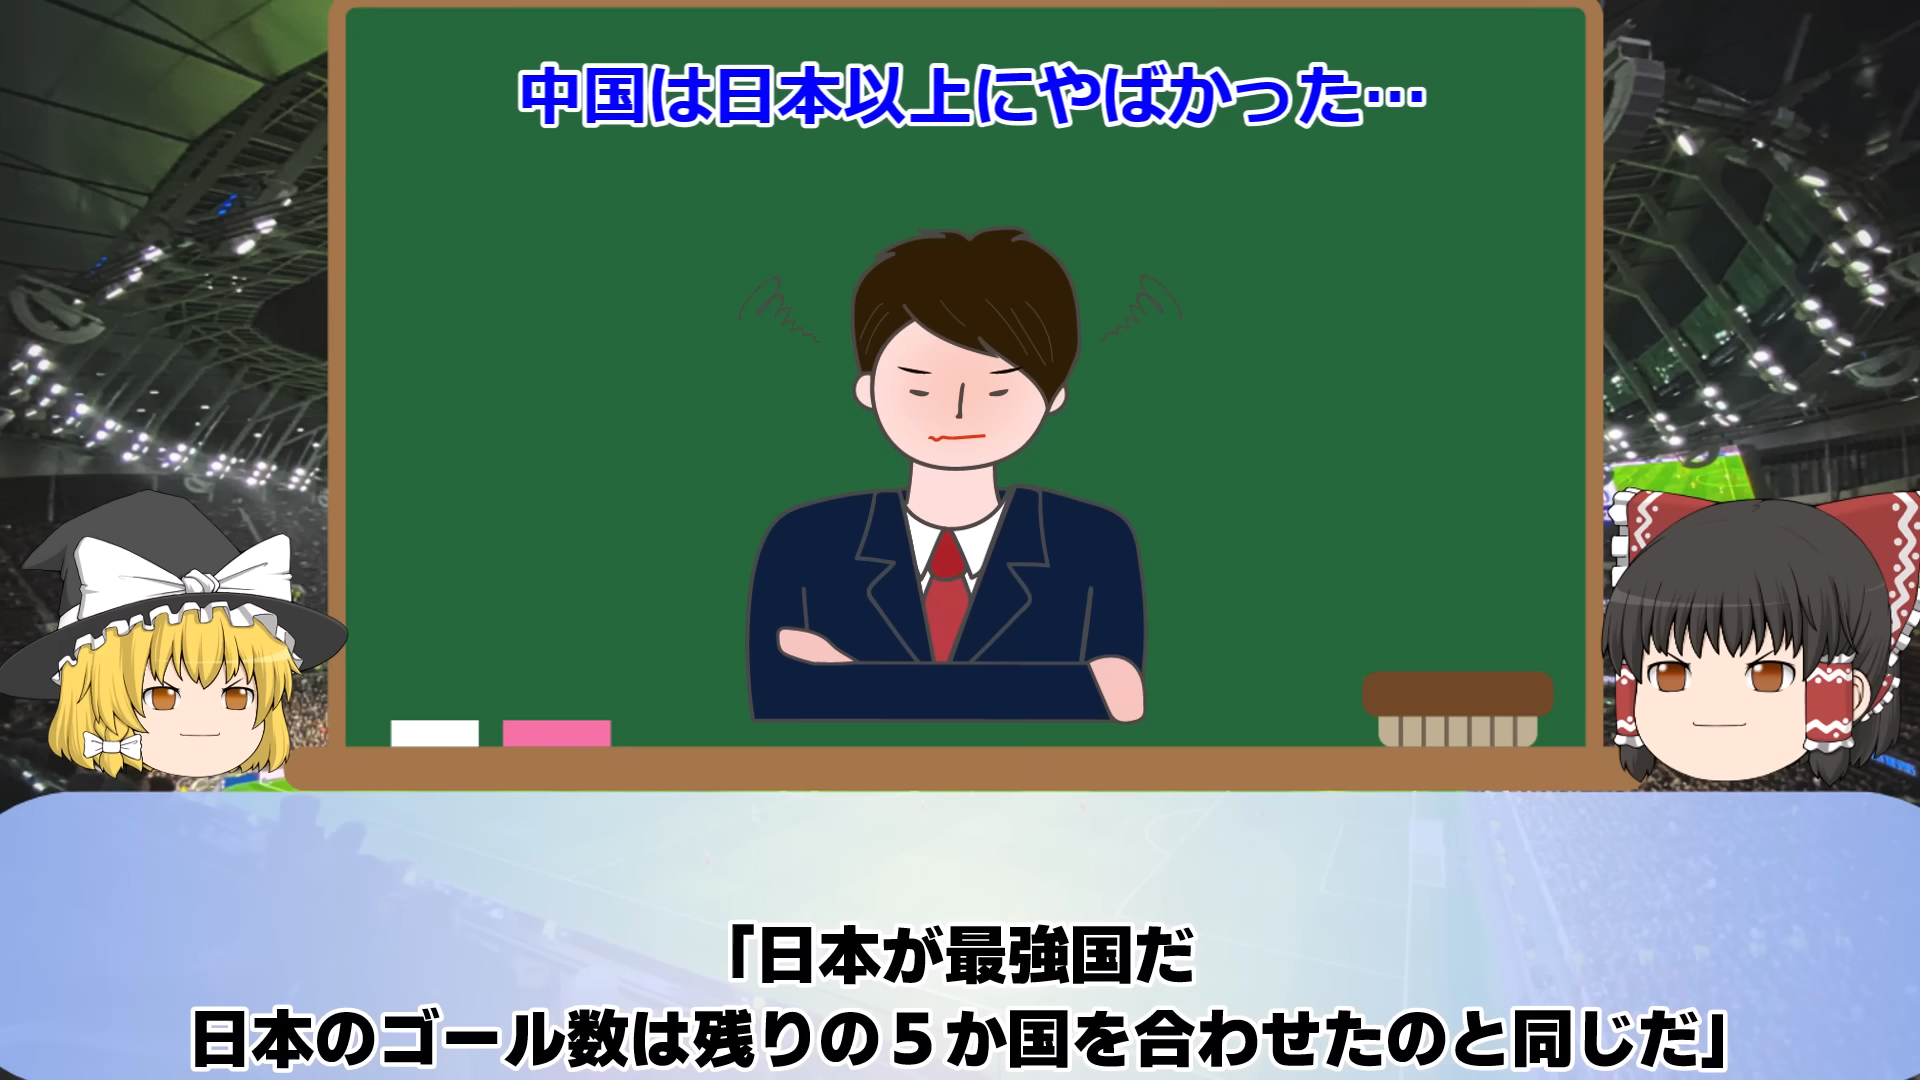 中国は日本以上にやばかった…
「日本が最強国だ
日本のゴール数は残りの５か国を合わせたのと同じだ」